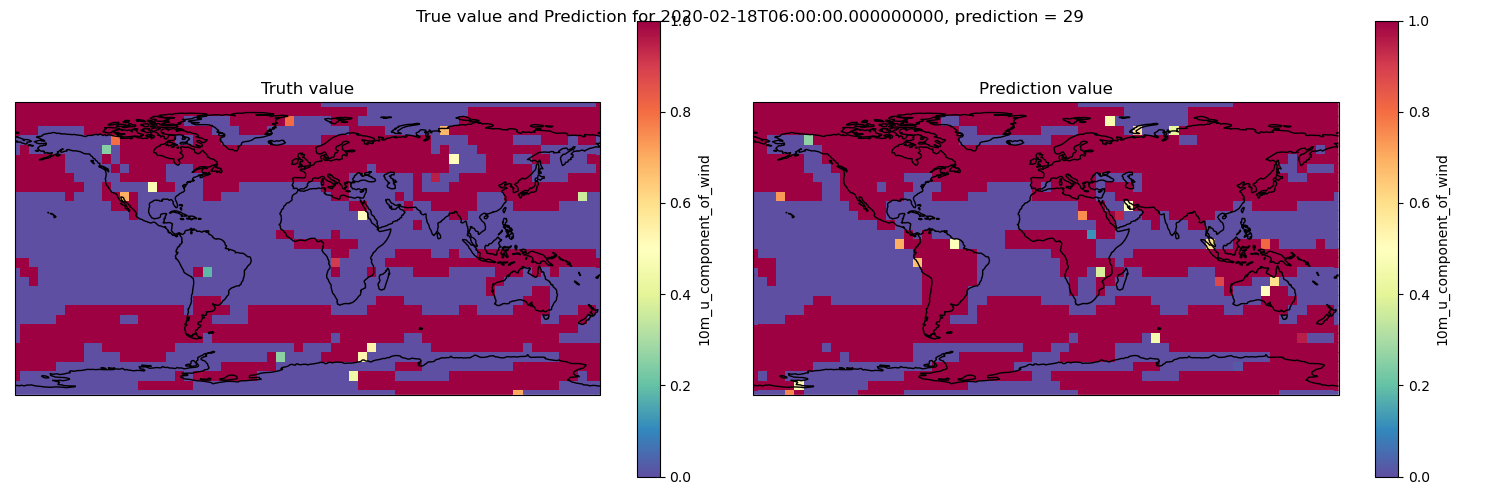 True value and Prediction for 2020-02-18T06:00:00.000000000, prediction = 29
Truth value
1.0
0.8
0.6
0.4
0.2
0.0
10m_u_component_of_wind
Prediction value
1.0
0.8
0.6
0.4
0.2
0.0
10m_u_component_of_wind